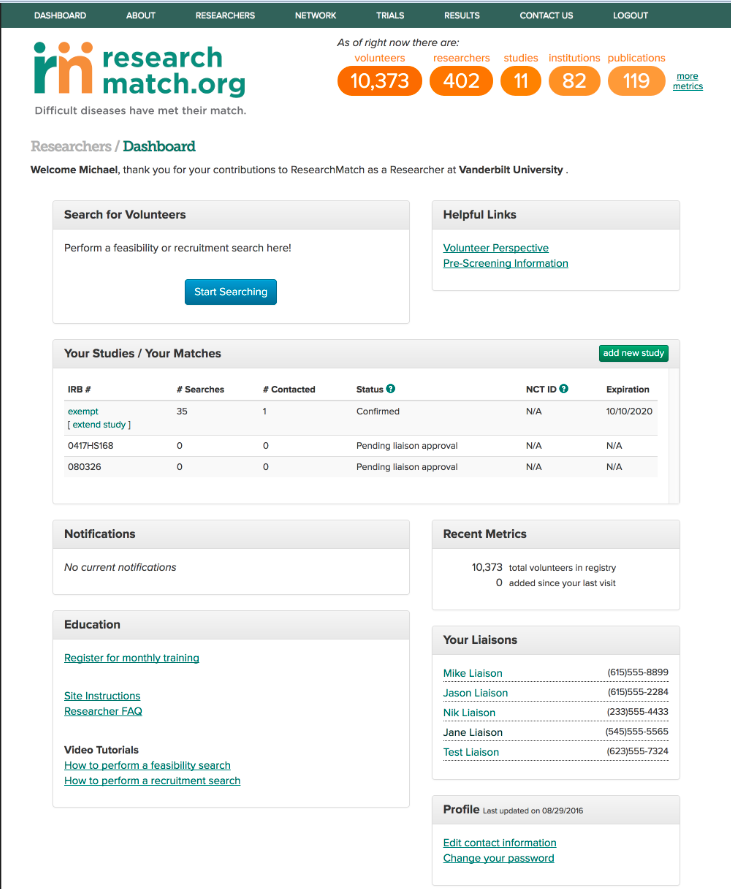 DASHBOARD ABOUT RESEARCHERS NETWORK TRIALS RESULTS CONTACT US LOGOUT
research
match.org
Difficult diseases have met their match.
As of right now there are:
volunteers researchers studies institutions publications
10,373 402 11 82 119 more
metrics
Researchers / Dashboard
Welcome Michael, thank you for your contributions to ResearchMatch as a Researcher at Vanderbilt University .
Search for Volunteers
Perform a feasibility or recruitment search here!
Start Searching
Helpful Links
Volunteer Perspective
Pre-Screening Information
Your Studies / Your Matches add new study
IRB # # Searches # Contacted Status ? NCT ID ? Expiration
exempt 35 1 Confirmed N/A 10/10/2020
[ extend study ]
0417HS168 0 0 Pending liaison approval N/A N/A
080326 0 0 Pending liaison approval N/A N/A
Notifications
No current notifications
Recent Metrics
10,373 total volunteers in registry
0 added since your last visit
Education
Register for monthly training
Site Instructions
Researcher FAQ
Video Tutorials
How to perform a feasibility search
How to perform a recruitment search
Your Liaisons
Mike Liaison (615)555-8899
Jason Liaison (615)555-2284
Nik Liaison (233)555-4433
Jane Liaison (545)555-5565
Test Liaison (623)555-7324
Profile Last updated on 08/29/2016
Edit contact information
Change your password